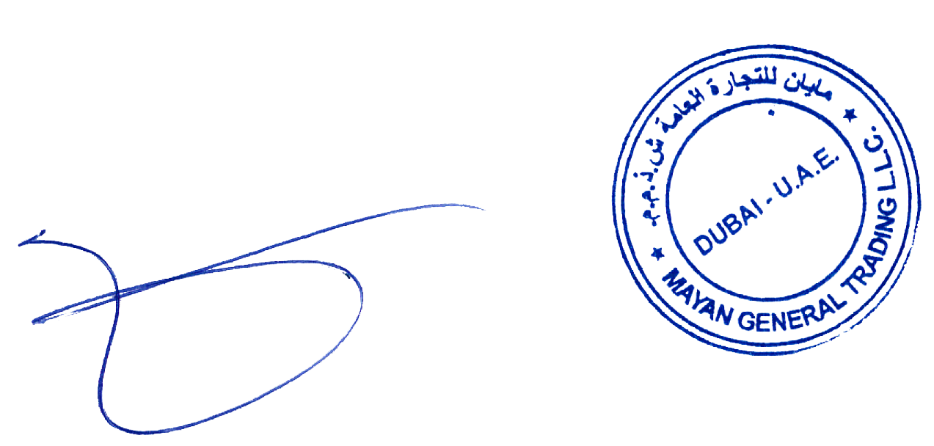 مايان للتجارة العامة ش.ذ.م.م.
MAYAN GENERAL TRADING L.L.C.
DUBAI - U.A.E.